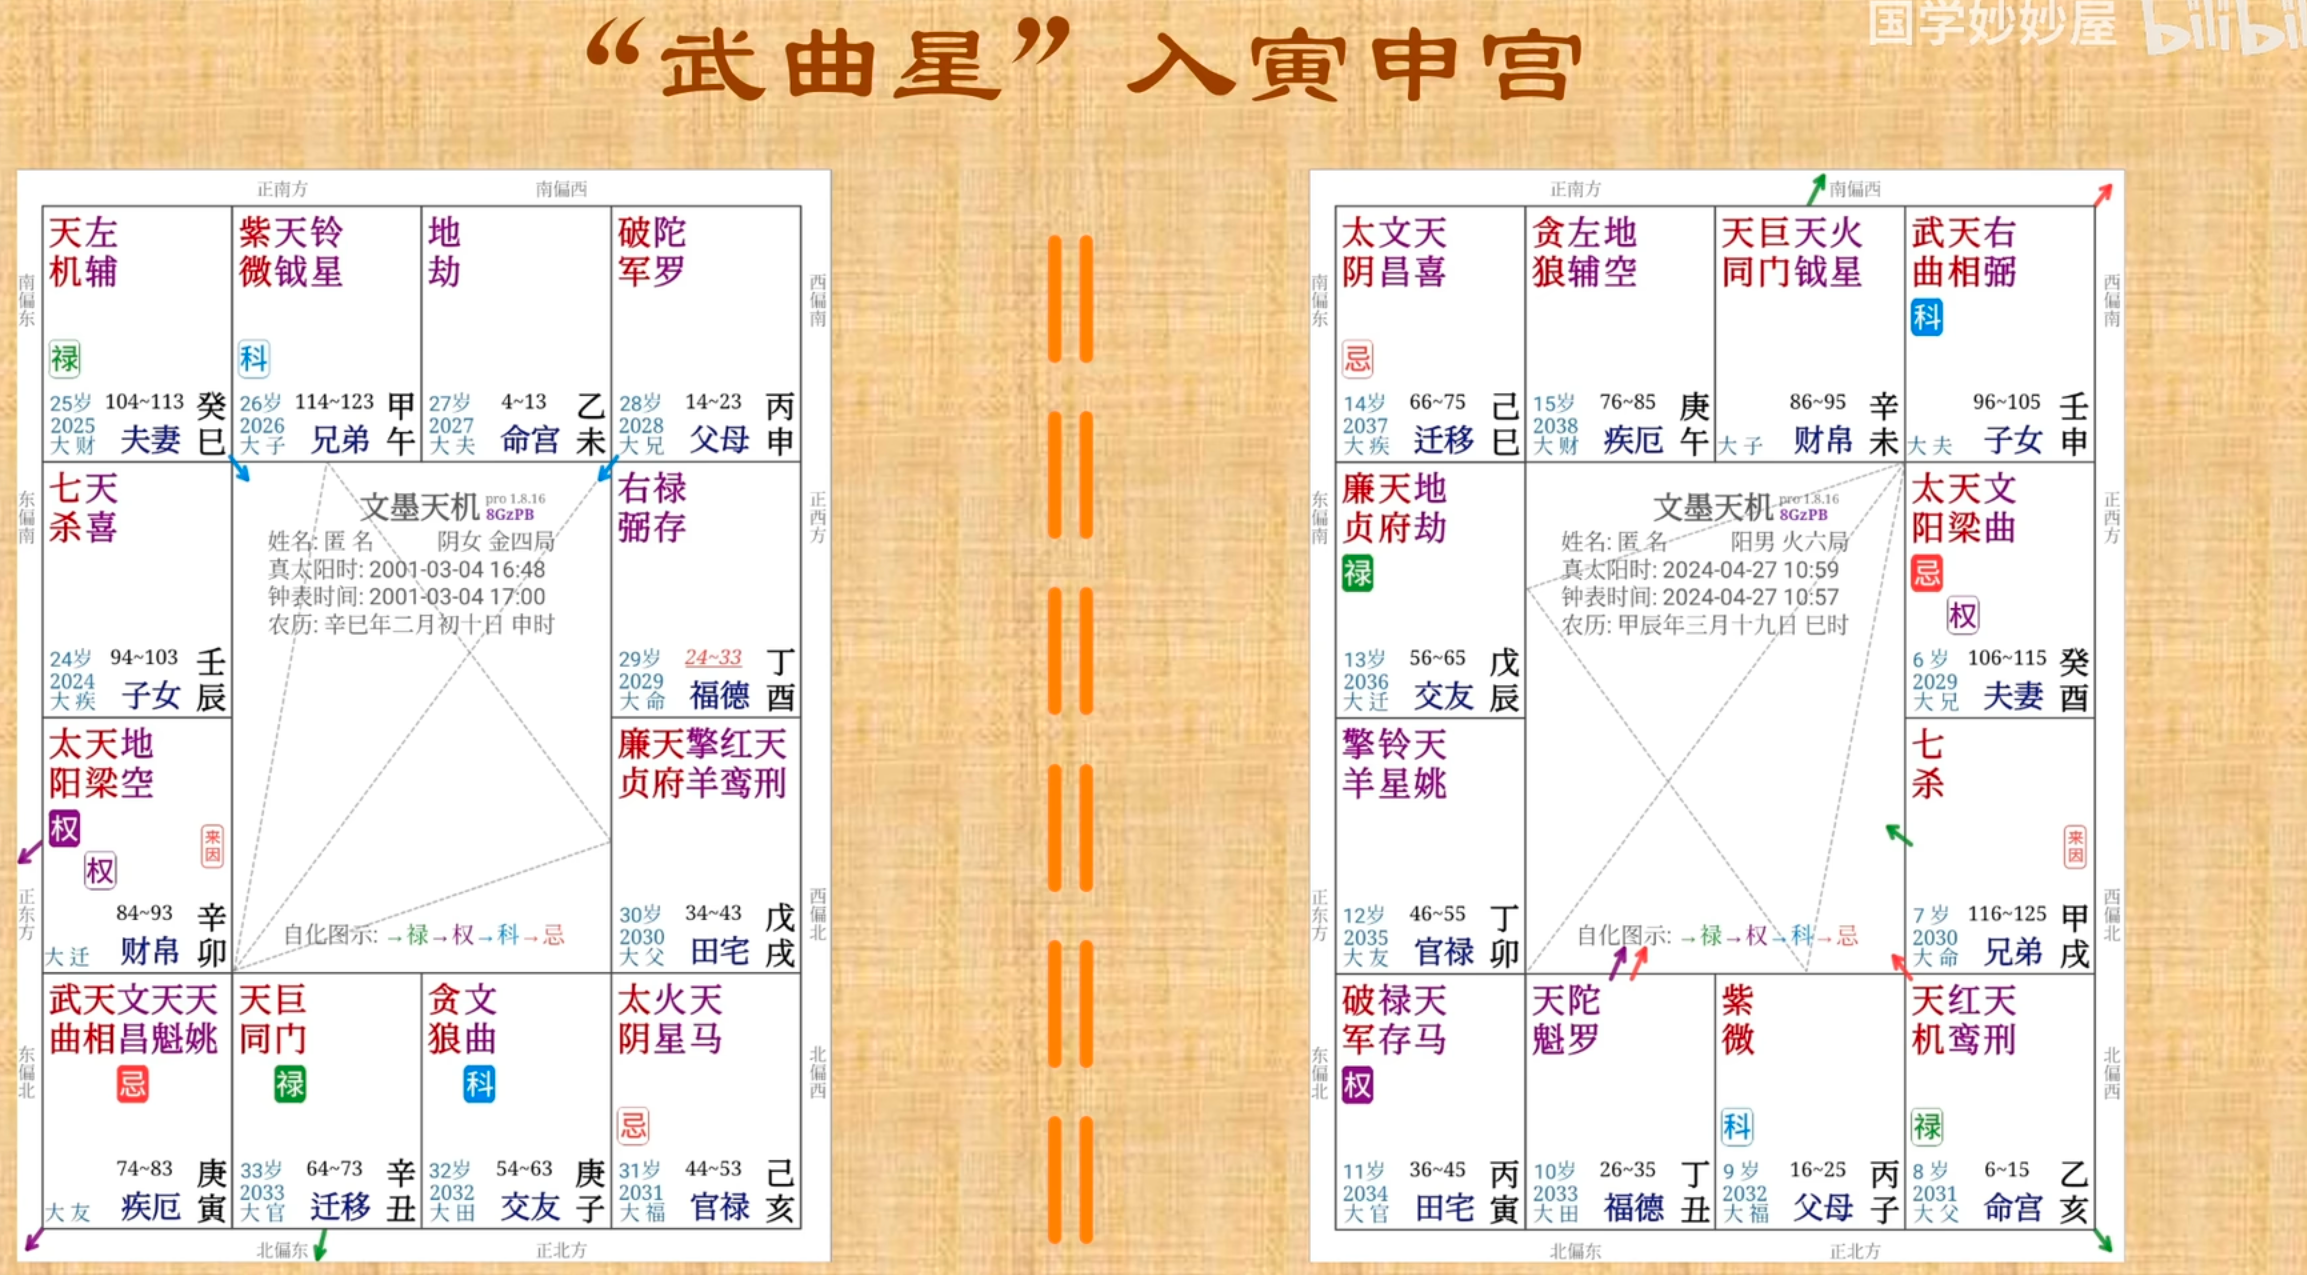 “武曲星”入寅申宫
国学妙妙屋 bilibili
正南方 南偏西
南偏东
东偏南
正东方
东偏北
天左
机辅
禄
25岁 104~113 癸
2025
大财 夫妻 巳
紫天铃
微钺星
科
26岁 114~123 甲
2026
大子 兄弟 午
地
劫
27岁 4~13 乙
2027
大夫 命宫 未
破陀
军罗
28岁 14~23 丙
2028
大兄 父母 申
七天
杀喜
24岁 94~103 壬
2024
大疾 子女 辰
文墨天机 pro 1.8.16
8GzPB
姓名: 匿名 阴女 金四局
真太阳时: 2001-03-04 16:48
钟表时间: 2001-03-04 17:00
农历: 辛巳年二月初十日 申时
自化图示: →禄→权→科→忌
右禄
弼存
29岁 24~33 丁
2029
大命 福德 酉
太天地
阳梁空
权
权
来因
84~93 辛
大迁 财帛 卯
廉天擎红天
贞府羊鸾刑
30岁 34~43 戊
2030
大父 田宅 戌
武天文天天
曲相昌魁姚
忌
74~83 庚
大友 疾厄 寅
天巨
同门
禄
33岁 64~73 辛
2033
大官 迁移 丑
贪文
狼曲
科
32岁 54~63 庚
2032
大田 交友 子
太火天
阴星马
忌
31岁 44~53 己
2031
大福 官禄 亥
西偏南
正西方
西偏北
北偏西
北偏东 正北方
正南方 南偏西
南偏东
东偏南
正东方
东偏北
太文天
阴昌喜
忌
14岁 66~75 己
2037
大疾 迁移 巳
贪左地
狼辅空
15岁 76~85 庚
2038
大财 疾厄 午
天巨天火
同门钺星
86~95 辛
大子 财帛 未
武天右
曲相弼
科
96~105 壬
大夫 子女 申
廉天地
贞府劫
禄
13岁 56~65 戊
2036
大迁 交友 辰
文墨天机 pro 1.8.16
8GzPB
姓名: 匿名 阳男 火六局
真太阳时: 2024-04-27 10:59
钟表时间: 2024-04-27 10:57
农历: 甲辰年三月十九日 巳时
自化图示: →禄→权→科→忌
太天文
阳梁曲
忌
权
6岁 106~115 癸
2029
大兄 夫妻 酉
擎铃天
羊星姚
12岁 46~55 丁
2035
大友 官禄 卯
七
杀
来因
7岁 116~125 甲
2030
大命 兄弟 戌
破禄天
军存马
权
11岁 36~45 丙
2034
大官 田宅 寅
天陀
魁罗
10岁 26~35 丁
2033
大田 福德 丑
紫
微
科
9岁 16~25 丙
2032
大福 父母 子
天红天
机鸾刑
禄
8岁 6~15 乙
2031
大父 命宫 亥
西偏南
正西方
西偏北
北偏西
北偏东 正北方